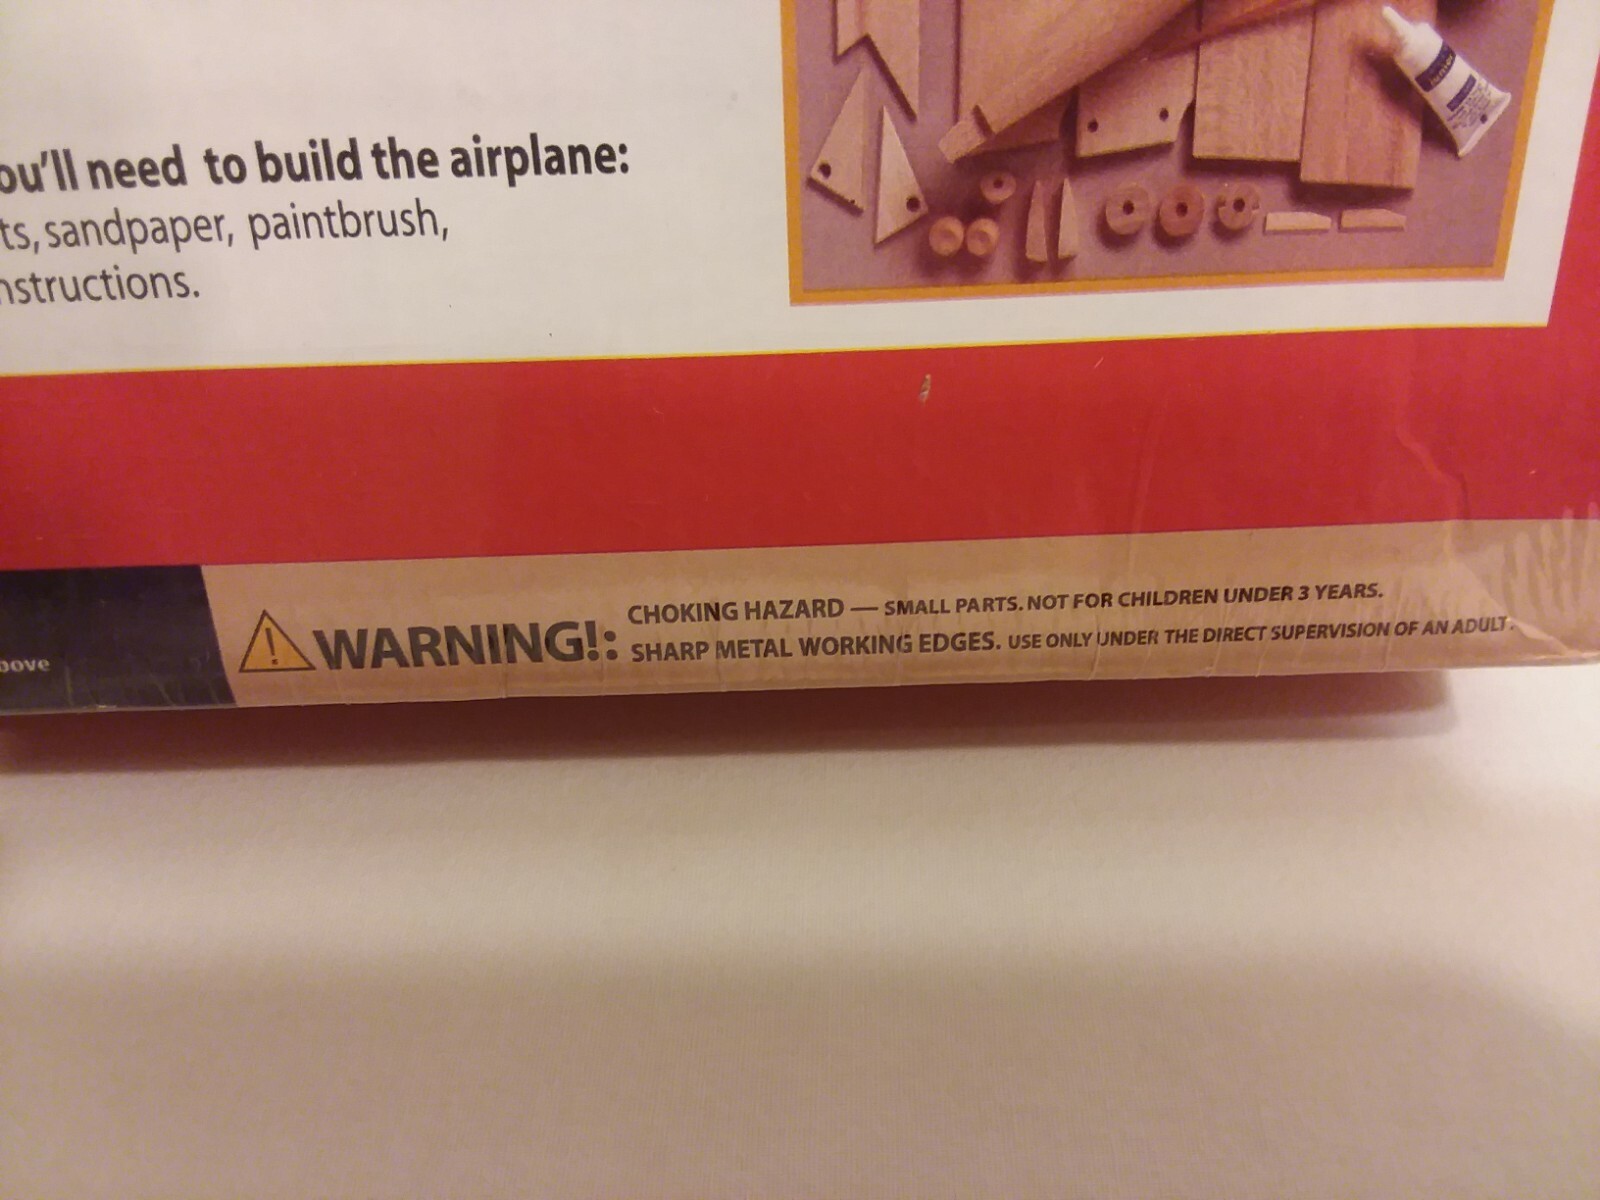 ou'll need to build the airplane:
ts, sandpaper, paintbrush,
nstructions.
bove
WARNING!:
CHOKING HAZARD — SMALL PARTS. NOT FOR CHILDREN UNDER 3 YEARS.
SHARP METAL WORKING EDGES. USE ONLY UNDER THE DIRECT SUPERVISION OF AN ADULT.